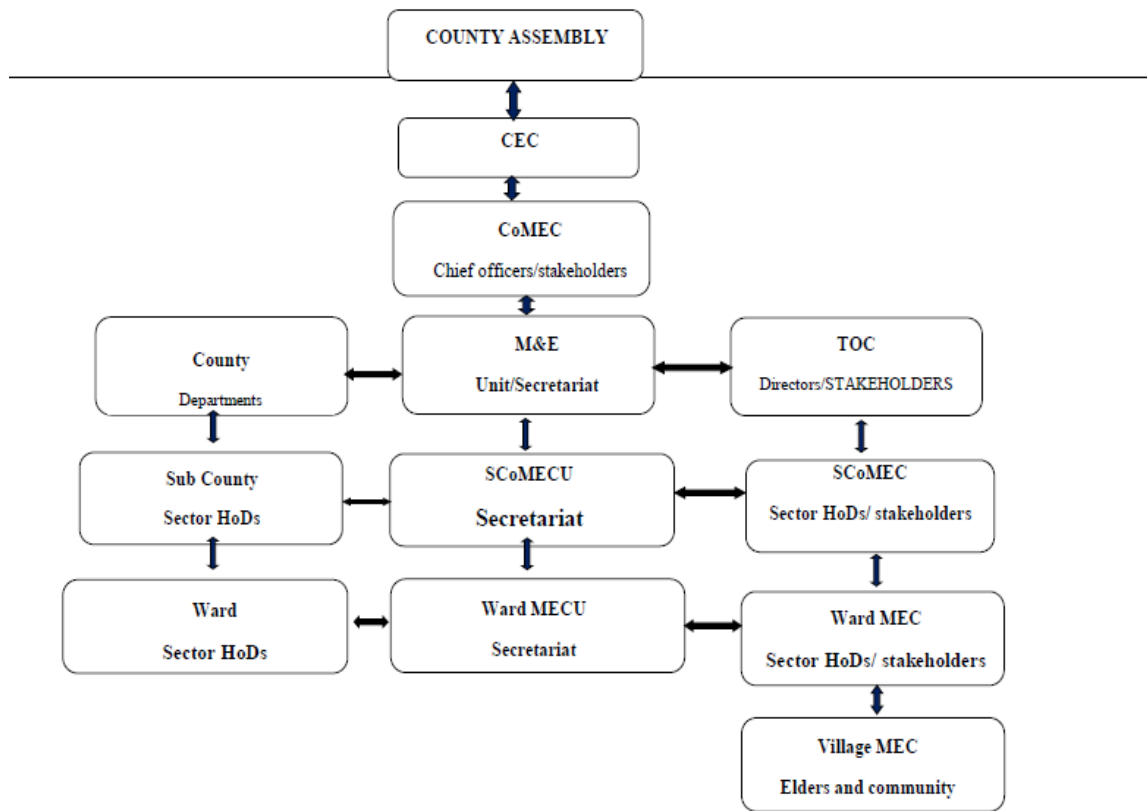 COUNTY ASSEMBLY
CEC
CoMEC
Chief officers/stakeholders
County
Departments
M&E
Unit/Secretariat
TOC
Directors/STAKEHOLDERS
Sub County
Sector HoDs
SCoMECU
Secretariat
SCoMEC
Sector HoDs/ stakeholders
Ward
Sector HoDs
Ward MECU
Secretariat
Ward MEC
Sector HoDs/ stakeholders
Village MEC
Elders and community